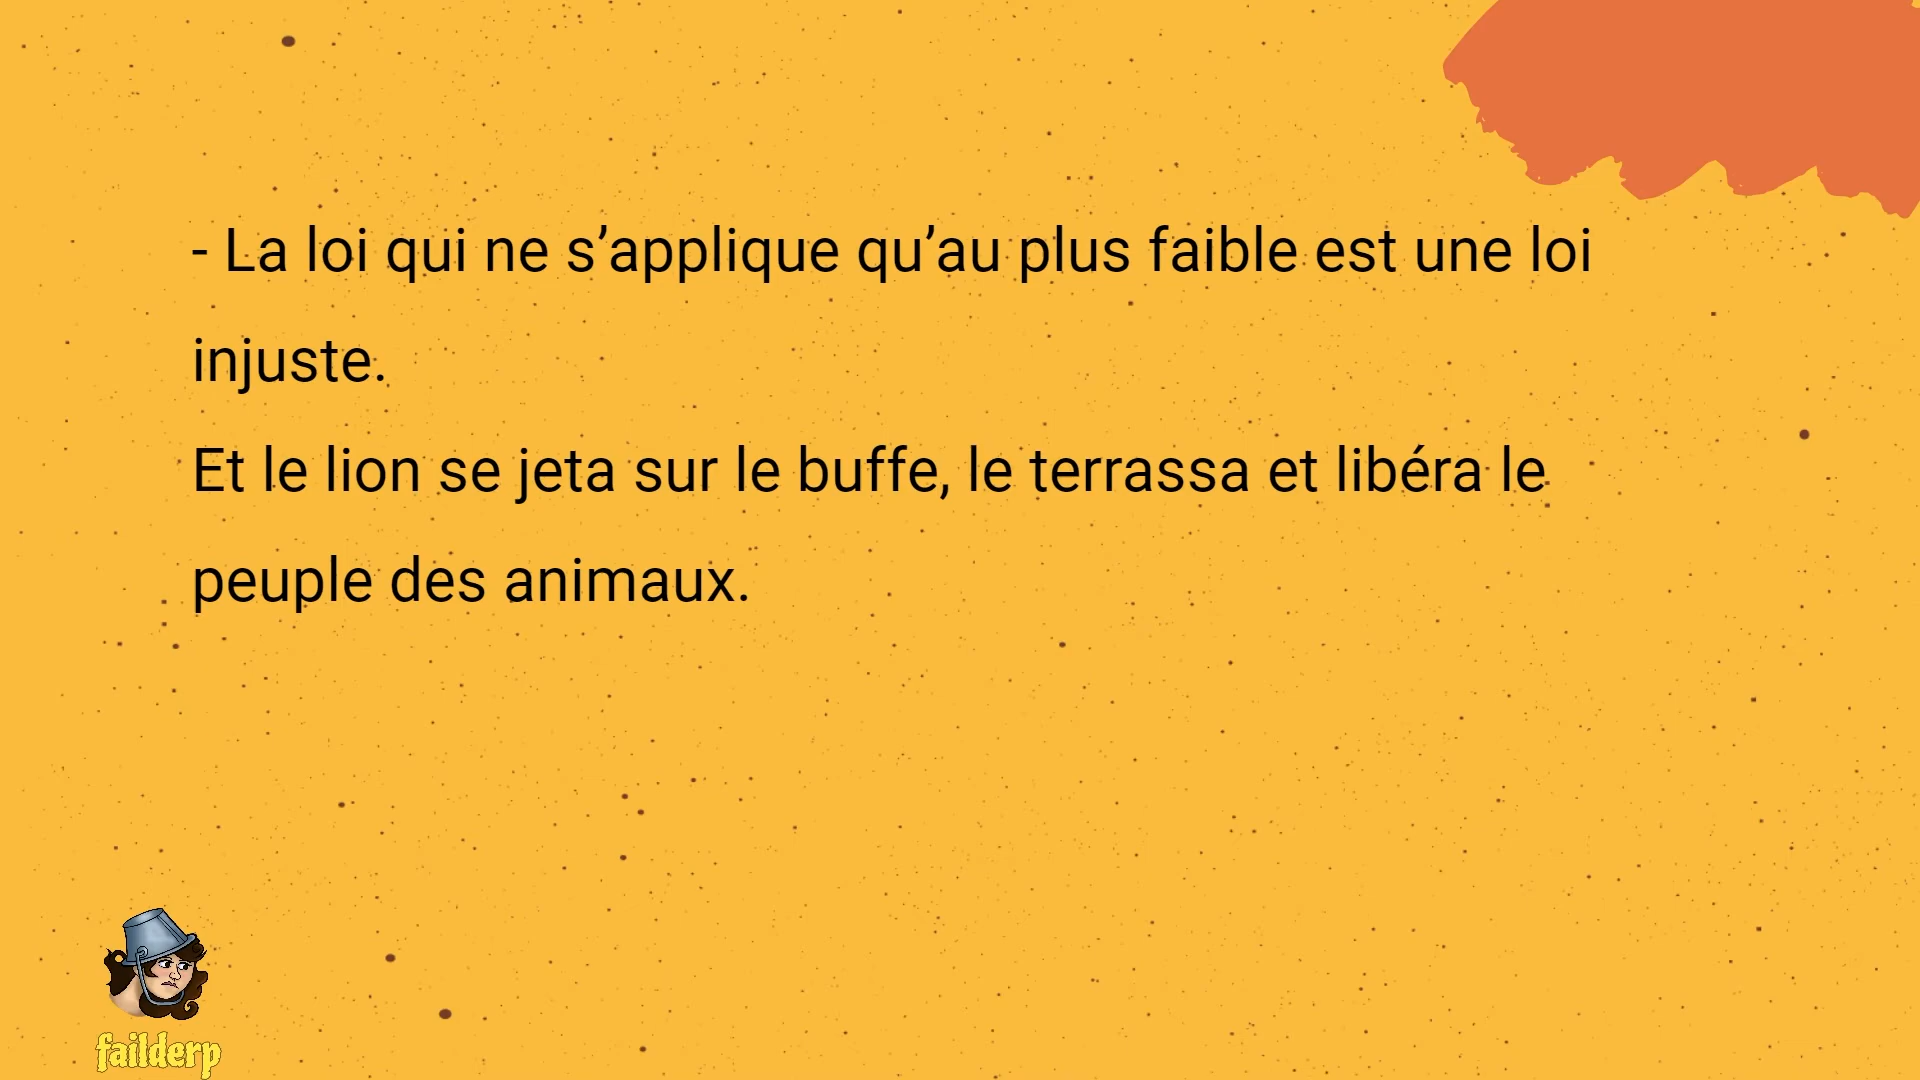 - La loi qui ne s’applique qu’au plus faible est une loi
injuste.
Et le lion se jeta sur le buffe, le terrassa et libéra le
peuple des animaux.
failderp